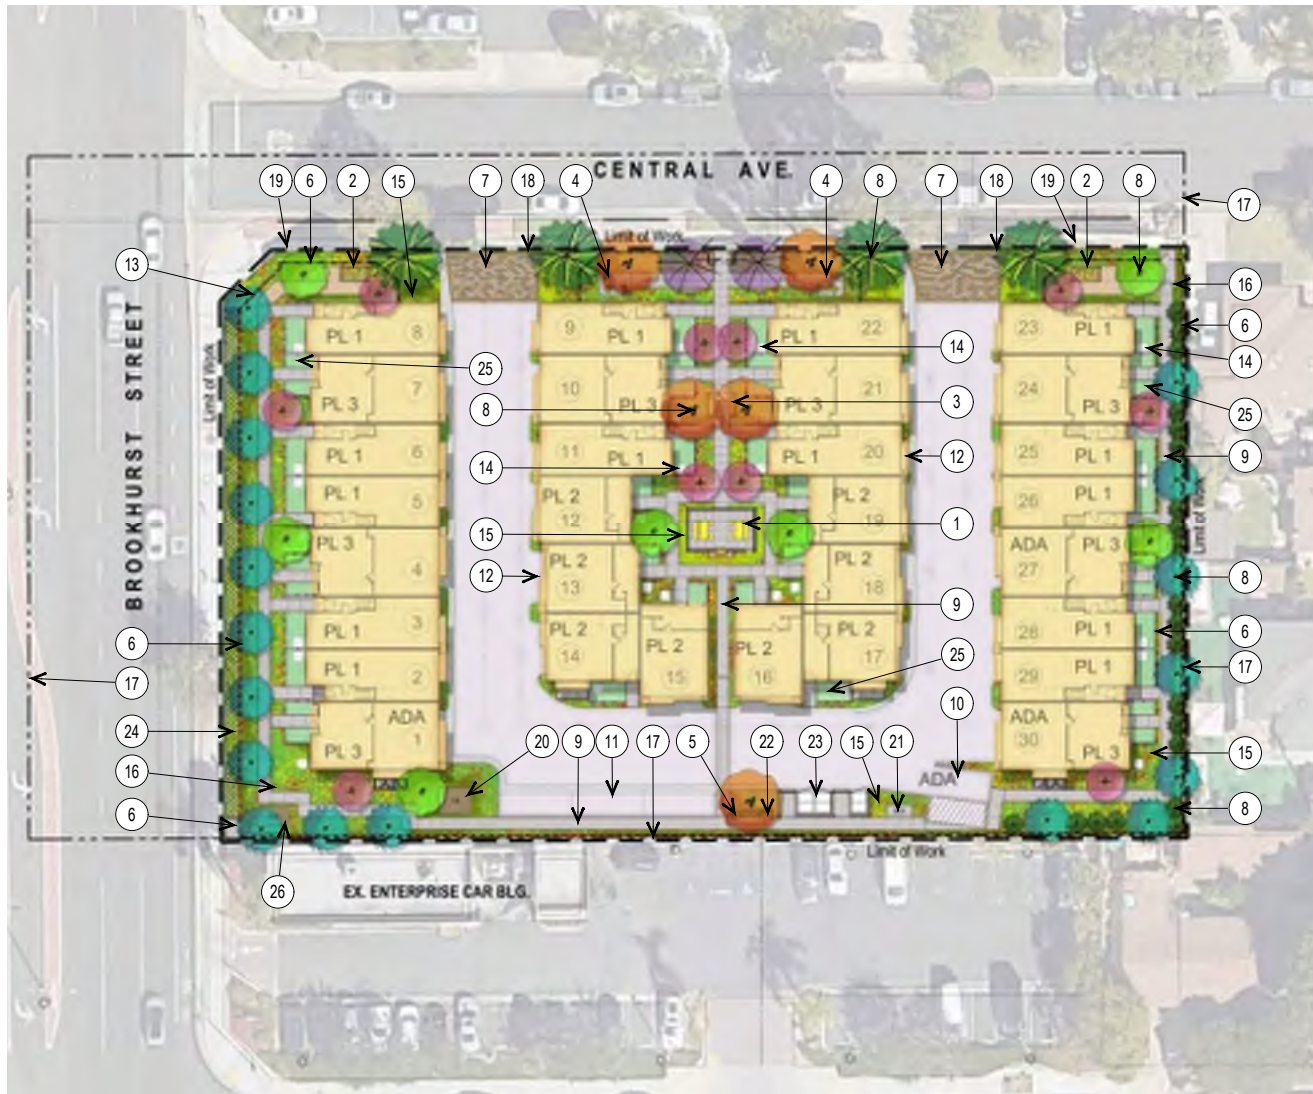 CENTRAL AVE.
19
6
2
15
7
18
4
4
8
7
18
19
2
8
17
Limit of Work
13
16
BROOKHURST STREET
Limit of Work
PL 1
8
9
PL 1
PL 1
22
23
PL 1
6
14
14
25
PL 3
7
10
PL 3
PL 3
21
24
PL 3
25
8
3
PL 1
6
11
PL 1
PL 1
20
25
PL 1
12
9
14
PL 1
5
PL 2
12
PL 2
19
26
PL 1
1
15
Limit of Work
PL 3
4
PL 2
13
18
ADA
27
PL 3
12
8
9
PL 1
3
PL 2
14
PL 2
15
PL 2
16
PL 2
17
28
PL 1
6
6
25
PL 1
2
29
PL 1
17
17
10
ADA
1
PL 3
ADA
30
PL 3
24
20
9
11
17
5
22
23
15
21
ADA
15
16
6
8
26
Limit of Work
EX. ENTERPRISE CAR BLG.